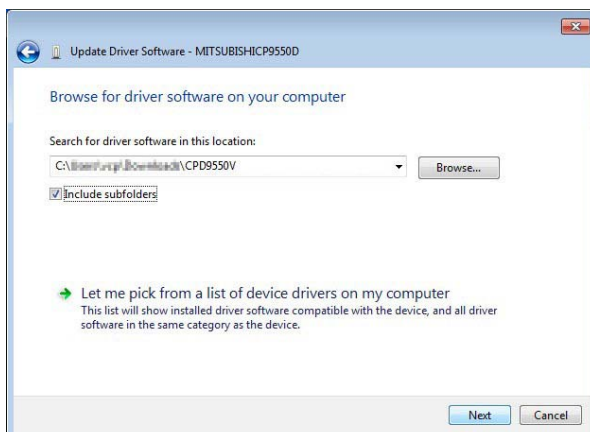 Update Driver Software - MITSUBISHICP9550D
Browse for driver software on your computer
Search for driver software in this location:
C:\ \CPD9550V
Browse...
Include subfolders
Let me pick from a list of device drivers on my computer
This list will show installed driver software compatible with the device, and all driver
software in the same category as the device.
Next Cancel